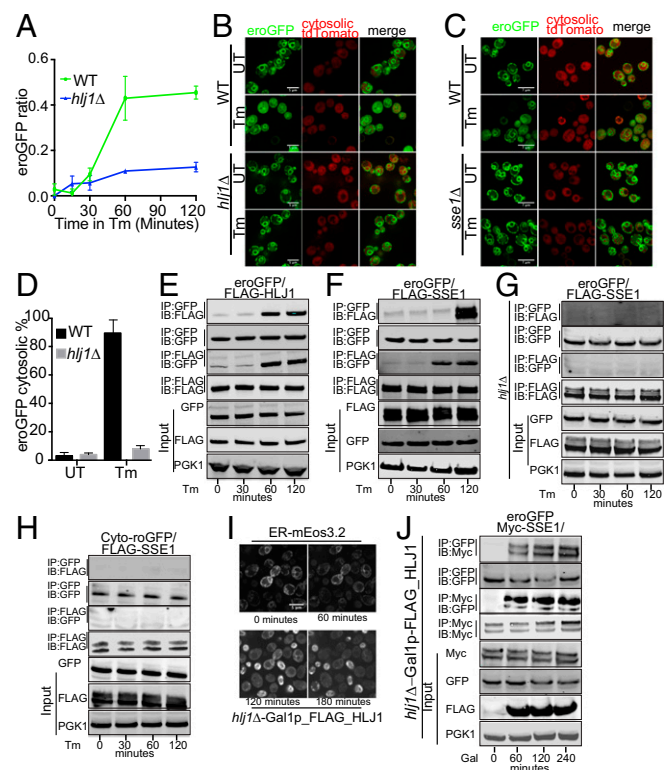 A
eroGFP ratio
0.6
0.4
0.2
0.0
WT
hlj1Δ
0 30 60 90 120
Time in Tm (Minutes)
B
eroGFP cytosolic tdTomato merge
WT
UT
Tm
hlj1Δ
UT
Tm
C
eroGFP cytosolic tdTomato merge
WT
UT
Tm
sse1Δ
UT
Tm
D
eroGFP cytosolic %
100
80
60
40
20
0
WT
hlj1Δ
UT Tm
E
eroGFP/
FLAG-HLJ1
IP:GFP
IB:FLAG
IP:GFP
IB:GFP
IP:FLAG
IB:GFP
IP:FLAG
IB:FLAG
Input
GFP
FLAG
PGK1
Tm 0 30 60 120
minutes
F
eroGFP/
FLAG-SSE1
IP:GFP
IB:FLAG
IP:GFP
IB:GFP
IP:FLAG
IB:GFP
IP:FLAG
IB:FLAG
Input
FLAG
GFP
PGK1
Tm 0 30 60 120
minutes
G
eroGFP/
FLAG-SSE1
hlj1Δ
IP:GFP
IB:FLAG
IP:GFP
IB:GFP
IP:FLAG
IB:GFP
IP:FLAG
IB:FLAG
Input
GFP
FLAG
PGK1
Tm 0 30 60 120
minutes
H
Cyto-roGFP/
FLAG-SSE1
IP:GFP
IB:FLAG
IP:GFP
IB:GFP
IP:FLAG
IB:GFP
IP:FLAG
IB:FLAG
Input
GFP
FLAG
PGK1
Tm 0 30 60 120
minutes
I
ER-mEos3.2
0 minutes 60 minutes
120 minutes 180 minutes
hlj1Δ-Gal1p_FLAG_HLJ1
J
eroGFP
Myc-SSE1/
hlj1Δ–Gal1p-FLAG_HLJ1
IP:GFP
IB:Myc
IP:GFP
IB:GFP
IP:Myc
IB:GFP
IP:Myc
IB:Myc
Input
Myc
GFP
FLAG
PGK1
Gal 0 60 120 240
minutes